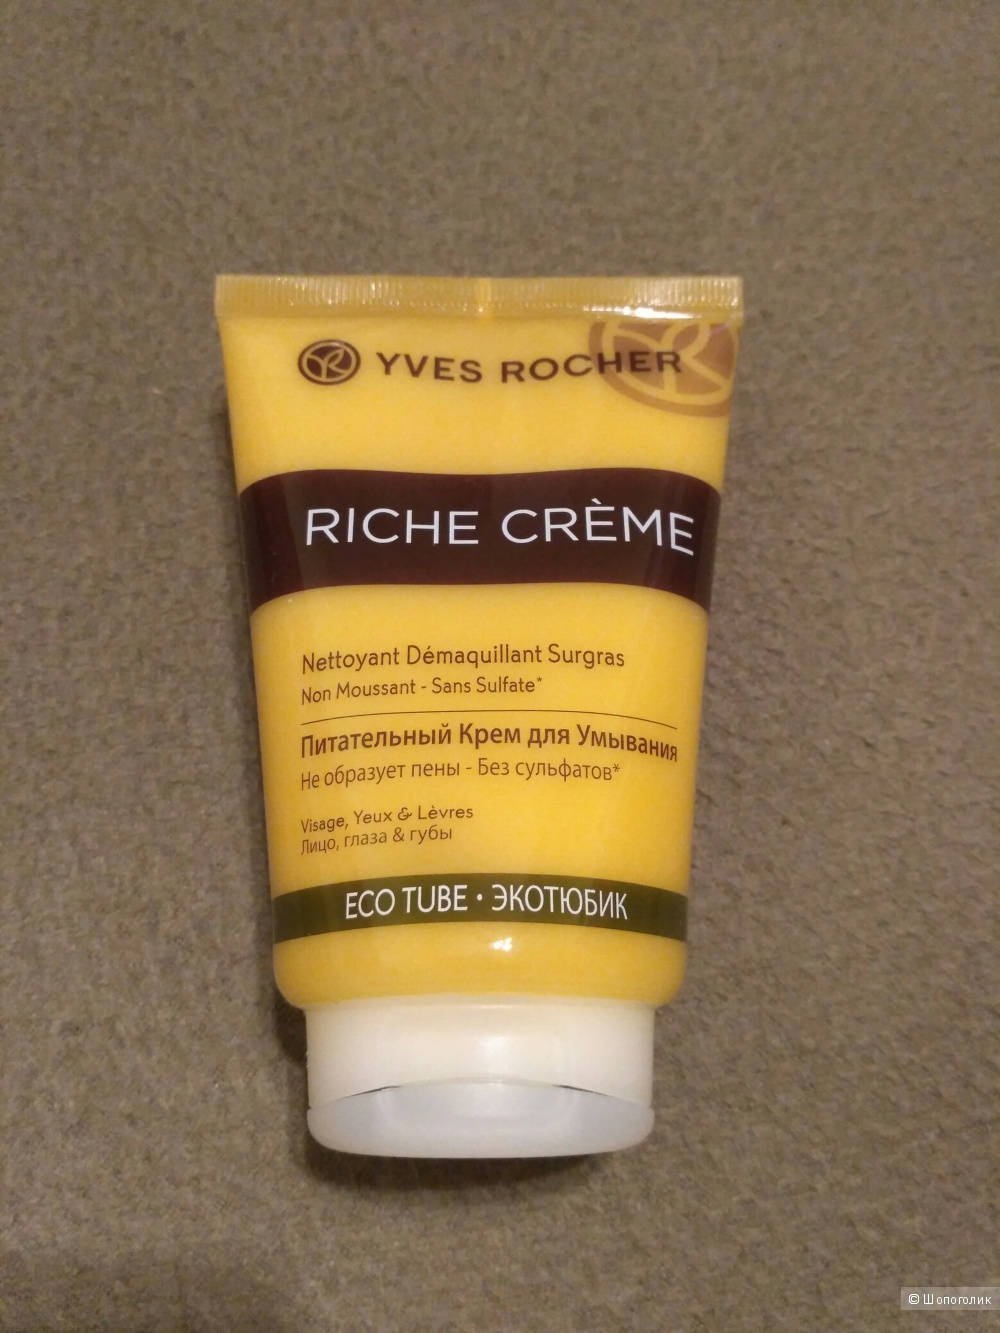 YVES ROCHER
RICHE CRÈME
Nettoyant Démaquillant Surgras
Non Moussant - Sans Sulfate*
Питательный Крем для Умывания
Не образует пены - Без сульфатов*
Visage, Yeux & Lèvres
Лицо, глаза & губы
ECO TUBE • ЭКОТЮБИК
© Шопоголик